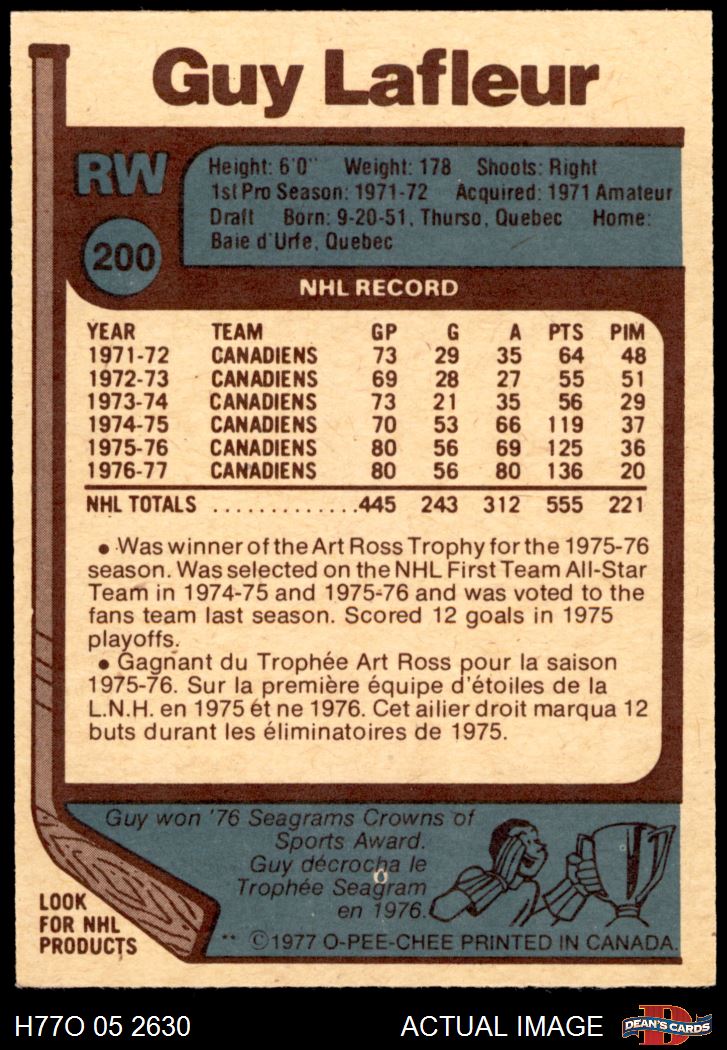 Guy Lafleur
RW
200
Height: 6'0" Weight: 178 Shoots: Right
1st Pro Season: 1971-72 Acquired: 1971 Amateur
Draft Born: 9-20-51, Thurso, Quebec Home:
Baie d'Urfe, Quebec
NHL RECORD
YEAR TEAM GP G A PTS PIM
1971-72 CANADIENS 73 29 35 64 48
1972-73 CANADIENS 69 28 27 55 51
1973-74 CANADIENS 73 21 35 56 29
1974-75 CANADIENS 70 53 66 119 37
1975-76 CANADIENS 80 56 69 125 36
1976-77 CANADIENS 80 56 80 136 20
NHL TOTALS .............445 243 312 555 221
● Was winner of the Art Ross Trophy for the 1975-76
season. Was selected on the NHL First Team All-Star
Team in 1974-75 and 1975-76 and was voted to the
fans team last season. Scored 12 goals in 1975
playoffs.
● Gagnant du Trophée Art Ross pour la saison
1975-76. Sur la première équipe d'étoiles de la
L.N.H. en 1975 ét ne 1976. Cet ailier droit marqua 12
buts durant les éliminatoires de 1975.
Guy won '76 Seagrams Crowns of
Sports Award.
Guy décrocha le
Trophée Seagram
en 1976.
LOOK
FOR NHL
PRODUCTS
** ©1977 O-PEE-CHEE PRINTED IN CANADA.
H77O 05 2630 ACTUAL IMAGE
D
DEAN'S CARDS